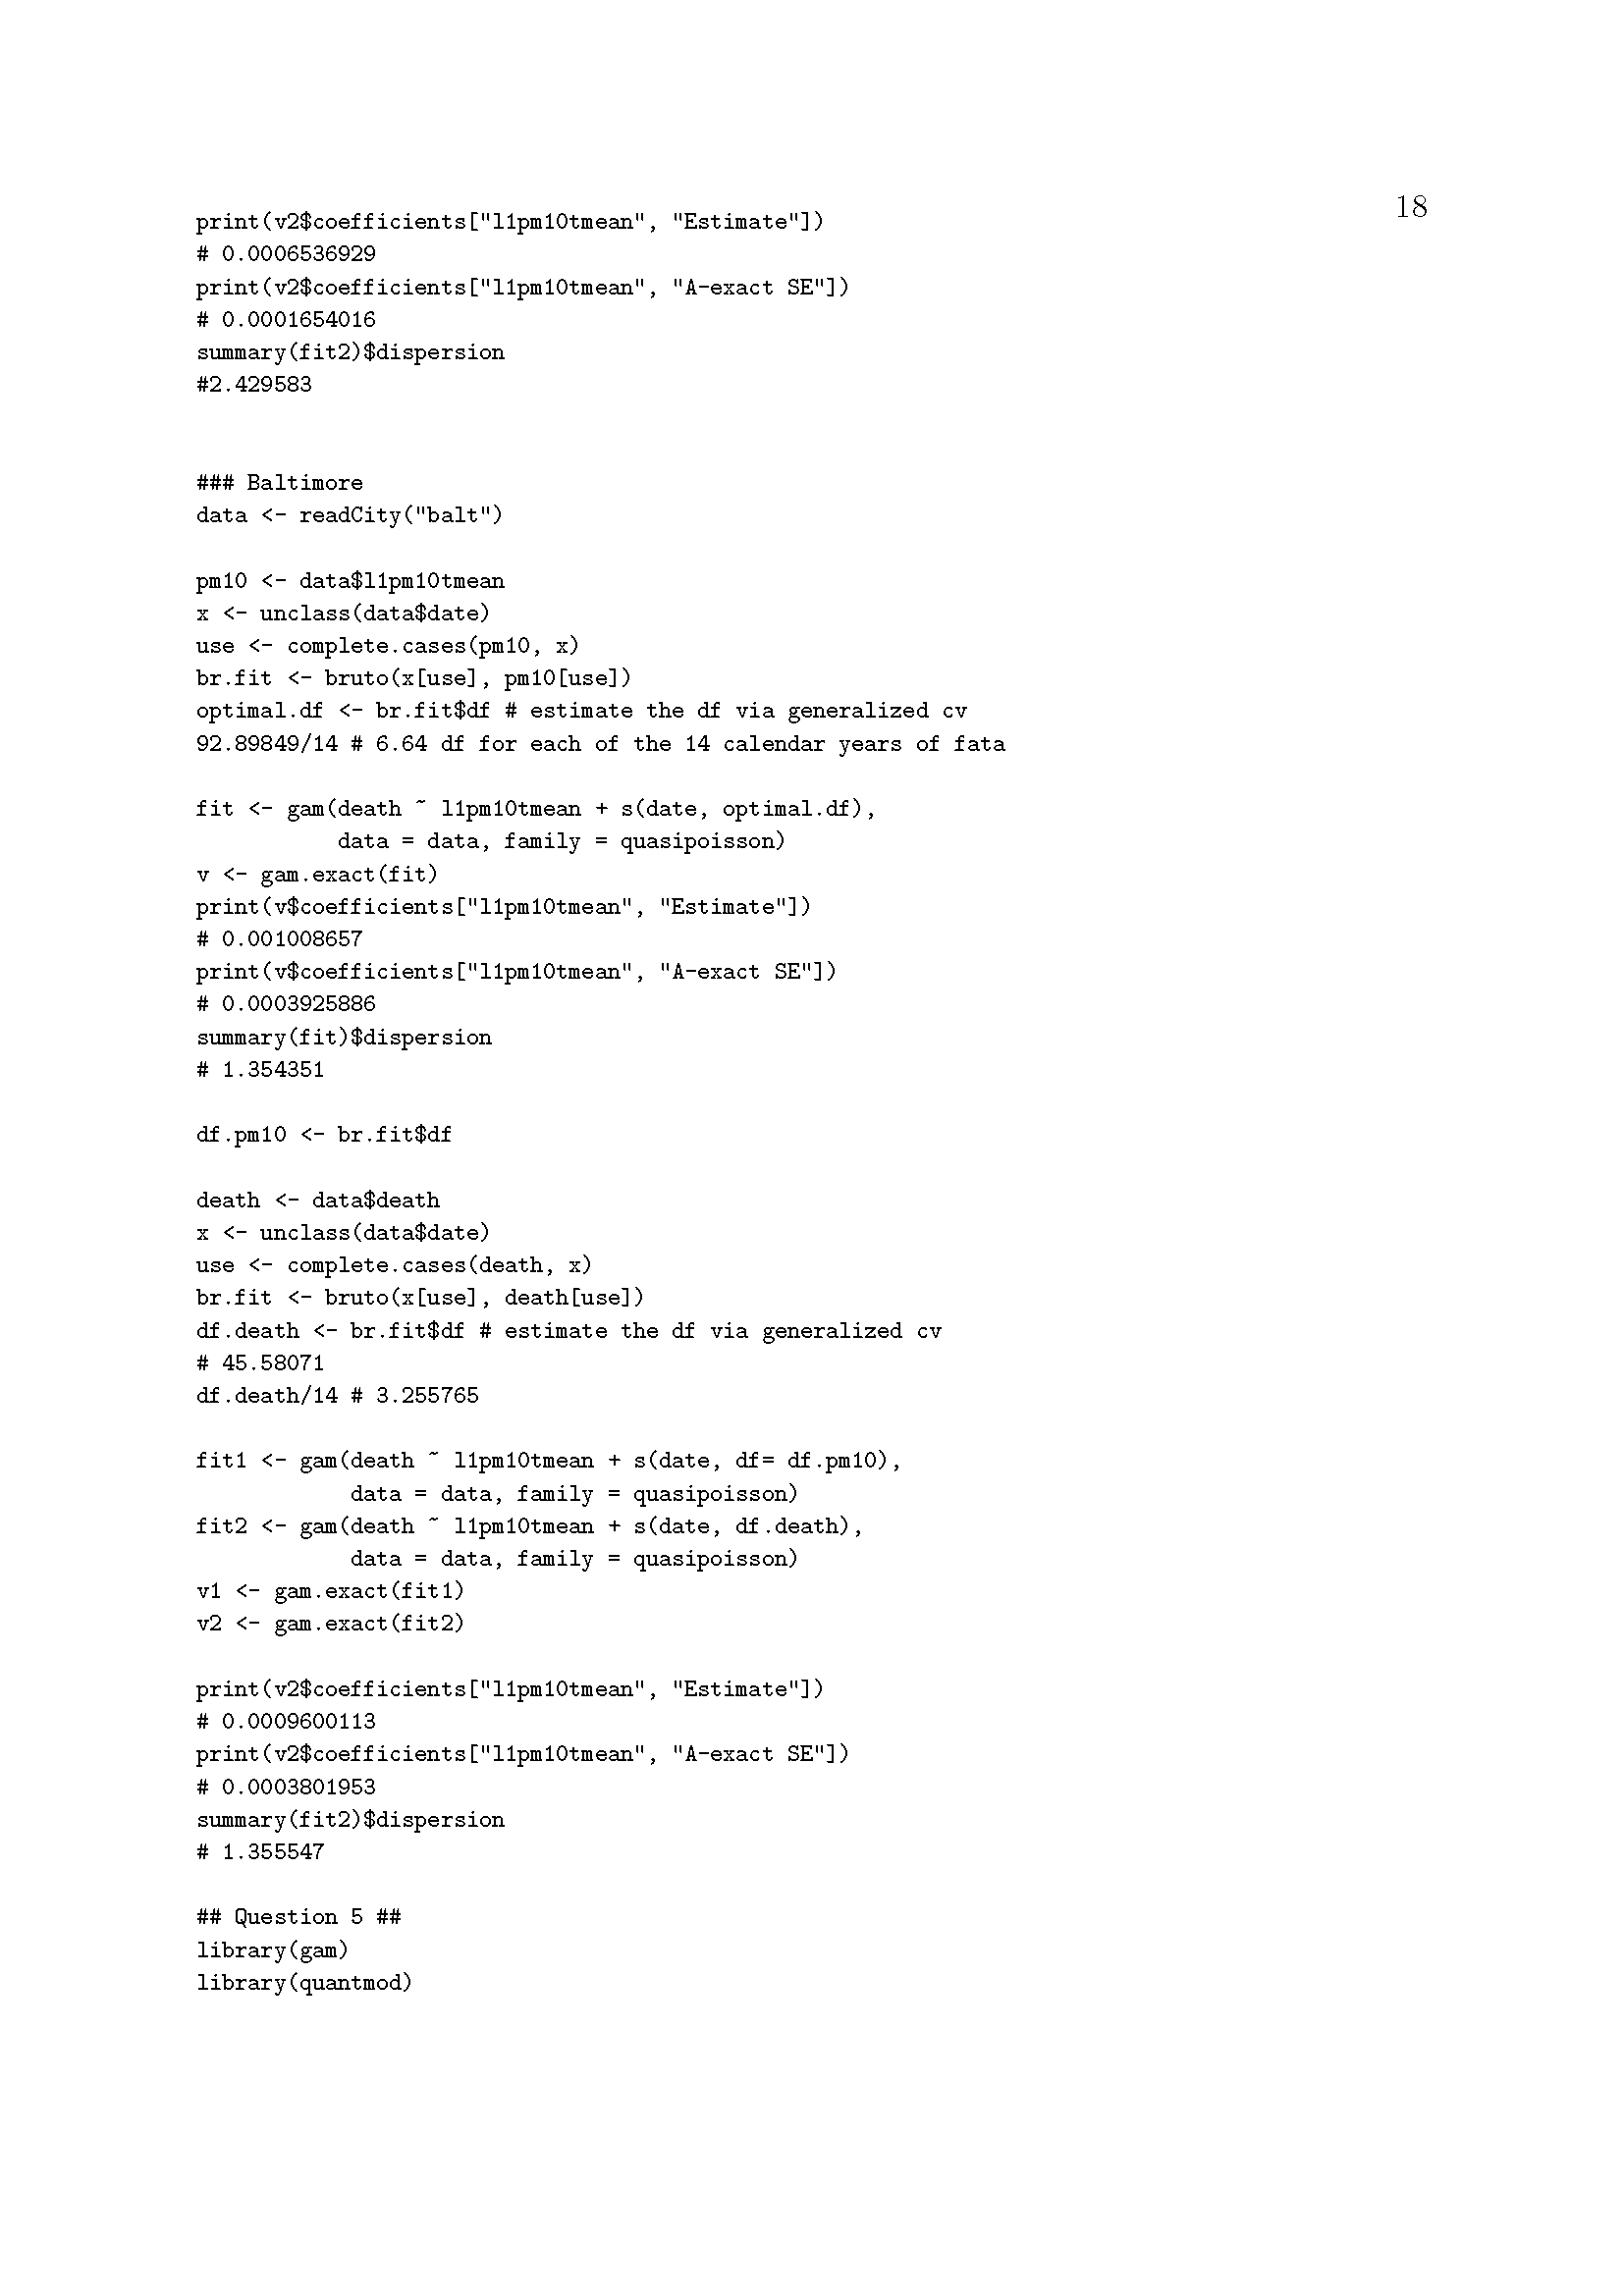 18
print(v2$coefficients["l1pm10tmean", "Estimate"])
# 0.0006536929
print(v2$coefficients["l1pm10tmean", "A-exact SE"])
# 0.0001654016
summary(fit2)$dispersion
#2.429583
### Baltimore
data <- readCity("balt")
pm10 <- data$l1pm10tmean
x <- unclass(data$date)
use <- complete.cases(pm10, x)
br.fit <- bruto(x[use], pm10[use])
optimal.df <- br.fit$df # estimate the df via generalized cv
92.89849/14 # 6.64 df for each of the 14 calendar years of fata
fit <- gam(death ~ l1pm10tmean + s(date, optimal.df),
data = data, family = quasipoisson)
v <- gam.exact(fit)
print(v$coefficients["l1pm10tmean", "Estimate"])
# 0.001008657
print(v$coefficients["l1pm10tmean", "A-exact SE"])
# 0.0003925886
summary(fit)$dispersion
# 1.354351
df.pm10 <- br.fit$df
death <- data$death
x <- unclass(data$date)
use <- complete.cases(death, x)
br.fit <- bruto(x[use], death[use])
df.death <- br.fit$df # estimate the df via generalized cv
# 45.58071
df.death/14 # 3.255765
fit1 <- gam(death ~ l1pm10tmean + s(date, df= df.pm10),
data = data, family = quasipoisson)
fit2 <- gam(death ~ l1pm10tmean + s(date, df.death),
data = data, family = quasipoisson)
v1 <- gam.exact(fit1)
v2 <- gam.exact(fit2)
print(v2$coefficients["l1pm10tmean", "Estimate"])
# 0.0009600113
print(v2$coefficients["l1pm10tmean", "A-exact SE"])
# 0.0003801953
summary(fit2)$dispersion
# 1.355547
## Question 5 ##
library(gam)
library(quantmod)